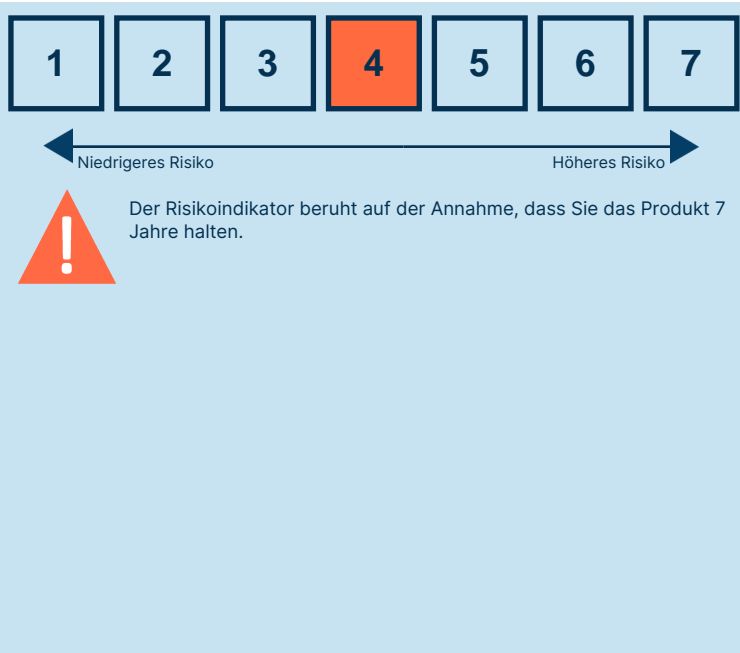 1 2 3 4 5 6 7
Niedrigeres Risiko Höheres Risiko
Der Risikoindikator beruht auf der Annahme, dass Sie das Produkt 7
Jahre halten.